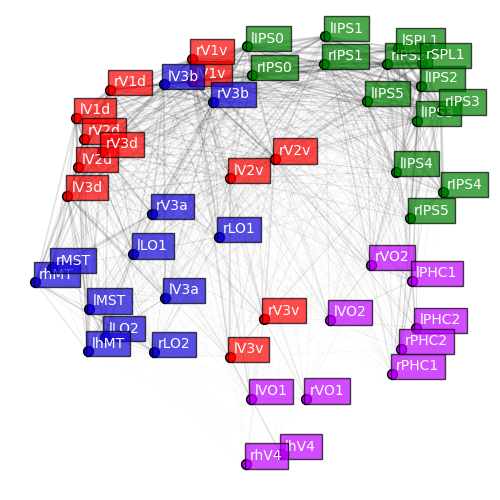 lIPS1
lIPS0
rV1v
lSPL1
rIPS1
rIPS2
rSPL1
rIPS0
lV3b
lV1v
lIPS2
rV1d
rV3b
lIPS5
rIPS3
lIPS3
lV1d
rV2d
rV3d
rV2v
lV2d
lV2v
lIPS4
lV3d
rIPS4
rV3a
rIPS5
rLO1
lLO1
rVO2
rMST
rhMT
lPHC1
lV3a
lMST
rV3v
lVO2
lPHC2
lLO2
lhMT
rLO2
rPHC2
lV3v
rPHC1
lVO1
rVO1
lhV4
rhV4